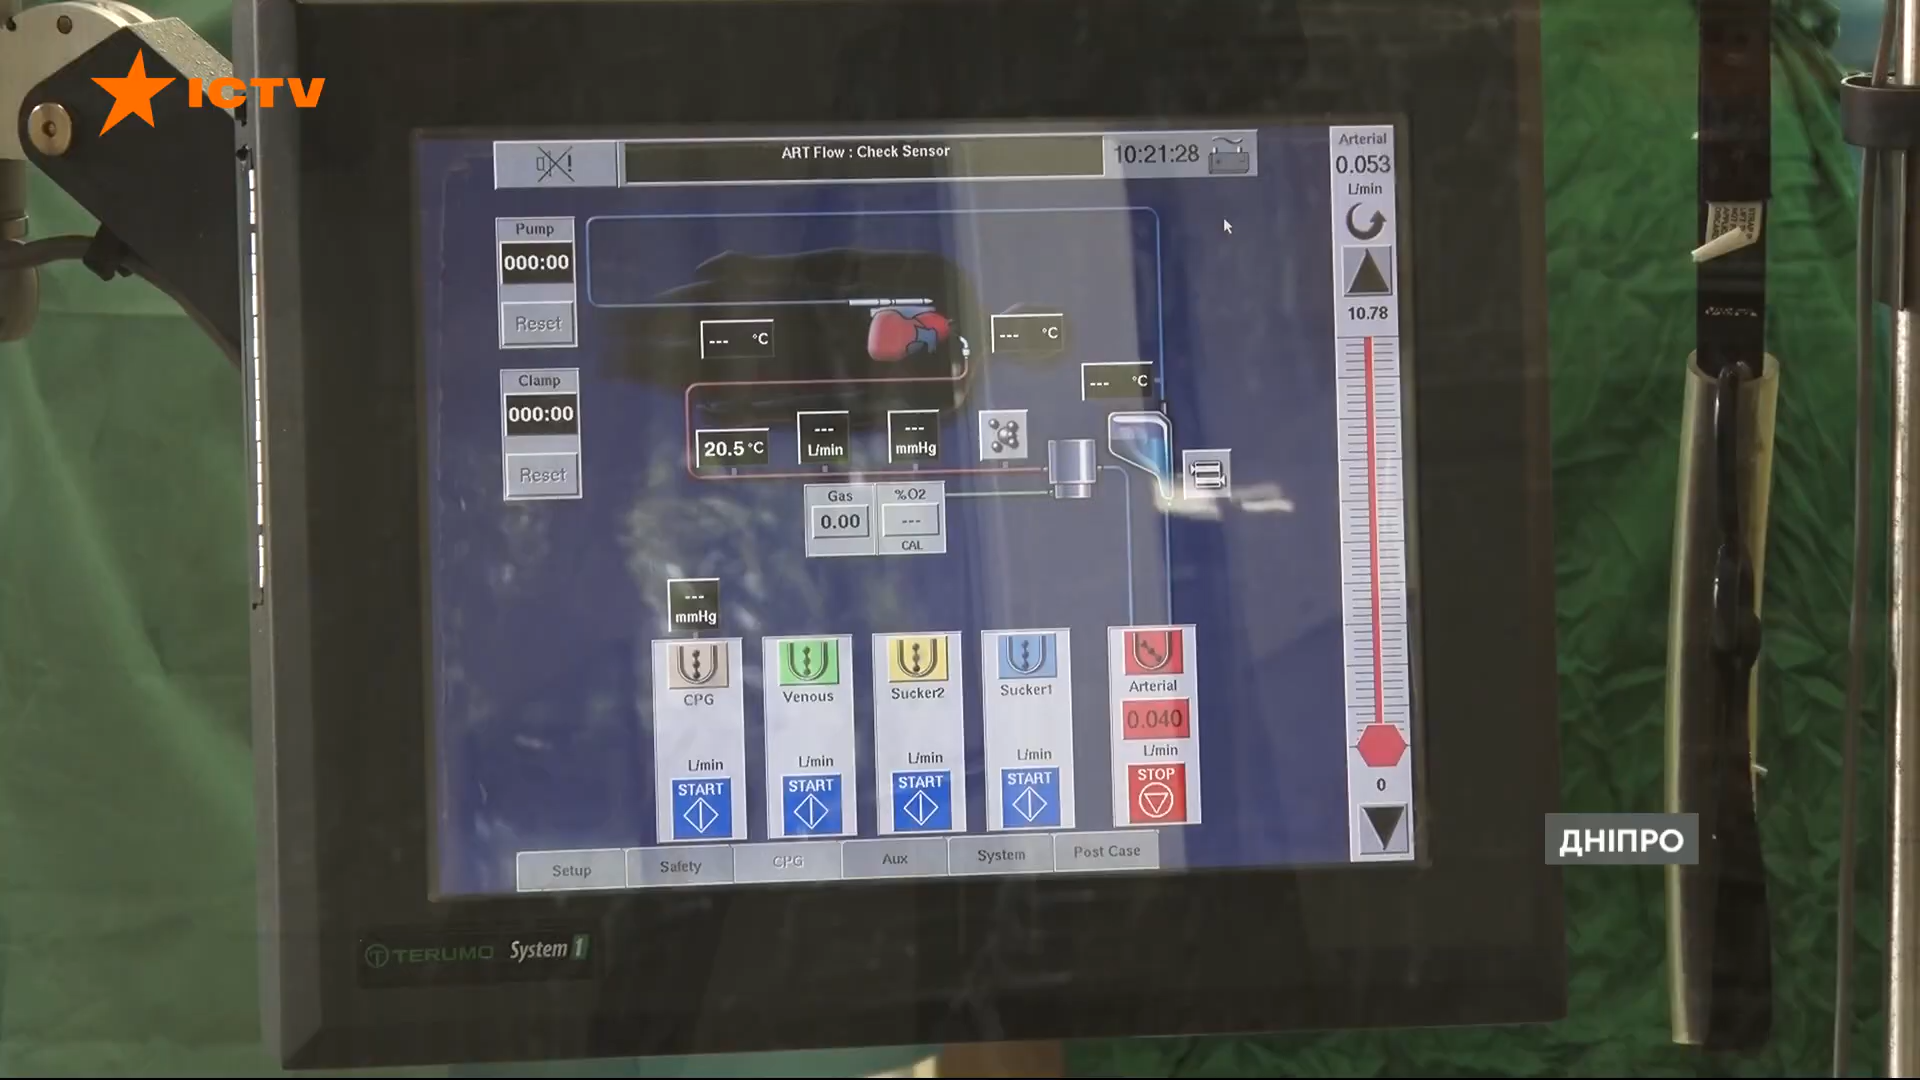 ICTV
ART Flow : Check Sensor
10:21:28
Arterial
0.053
L/min
10.78
0
Pump
000:00
Reset
Clamp
000:00
Reset
--- °C
--- °C
--- °C
20.5 °C
---
L/min
---
mmHg
Gas
0.00
%O2
---
CAL
---
mmHg
CPG
L/min
START
Venous
L/min
START
Sucker2
L/min
START
Sucker1
L/min
START
Arterial
0.040
L/min
STOP
Setup
Safety
CPG
Aux
System
Post Case
TERUMO System 1
ДНІПРО